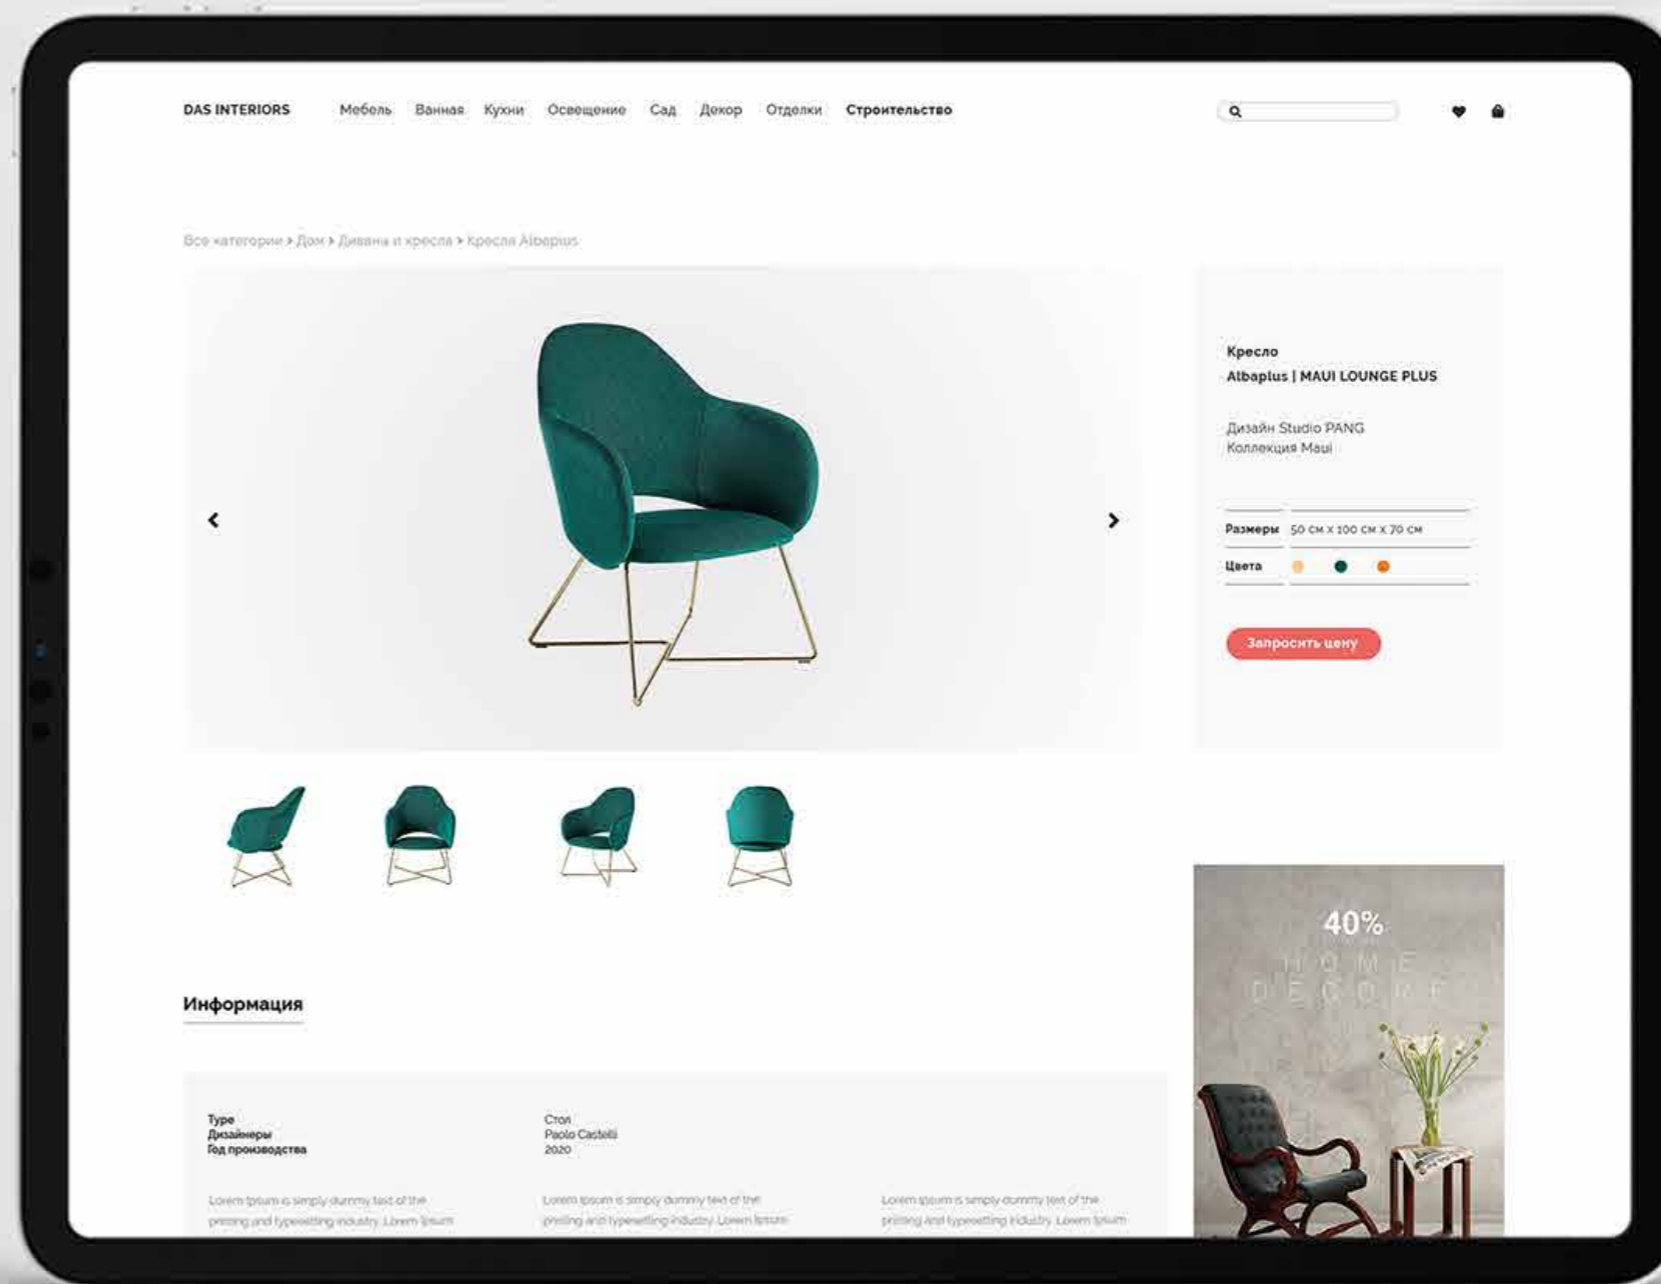 DAS INTERIORS Мебель Ванная Кухни Освещение Сад Декор Отделки Строительство
Все категории > Дом > Диваны и кресла > Кресла Albaplus
Кресло
Albaplus | MAUI LOUNGE PLUS
Дизайн Studio PANG
Коллекция Maui
Размеры 50 см x 100 см x 70 см
Цвета
Запросить цену
40%
HOME
DECORE
Информация
Type Стол
Дизайнеры Paolo Castelli
Год производства 2020
Lorem Ipsum is simply dummy text of the
printing and typesetting industry. Lorem Ipsum
Lorem Ipsum is simply dummy text of the
printing and typesetting industry. Lorem Ipsum
Lorem Ipsum is simply dummy text of the
printing and typesetting industry. Lorem Ipsum